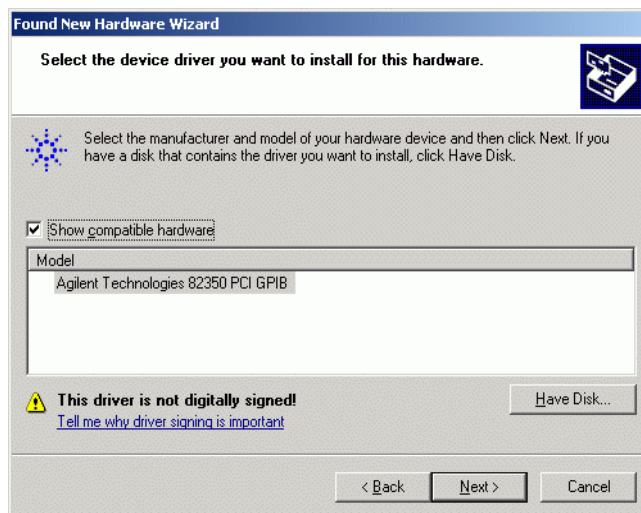 Found New Hardware Wizard
Select the device driver you want to install for this hardware.
Select the manufacturer and model of your hardware device and then click Next. If you
have a disk that contains the driver you want to install, click Have Disk.
Show compatible hardware
Model
Agilent Technologies 82350 PCI GPIB
This driver is not digitally signed!
Tell me why driver signing is important
Have Disk...
< Back
Next >
Cancel